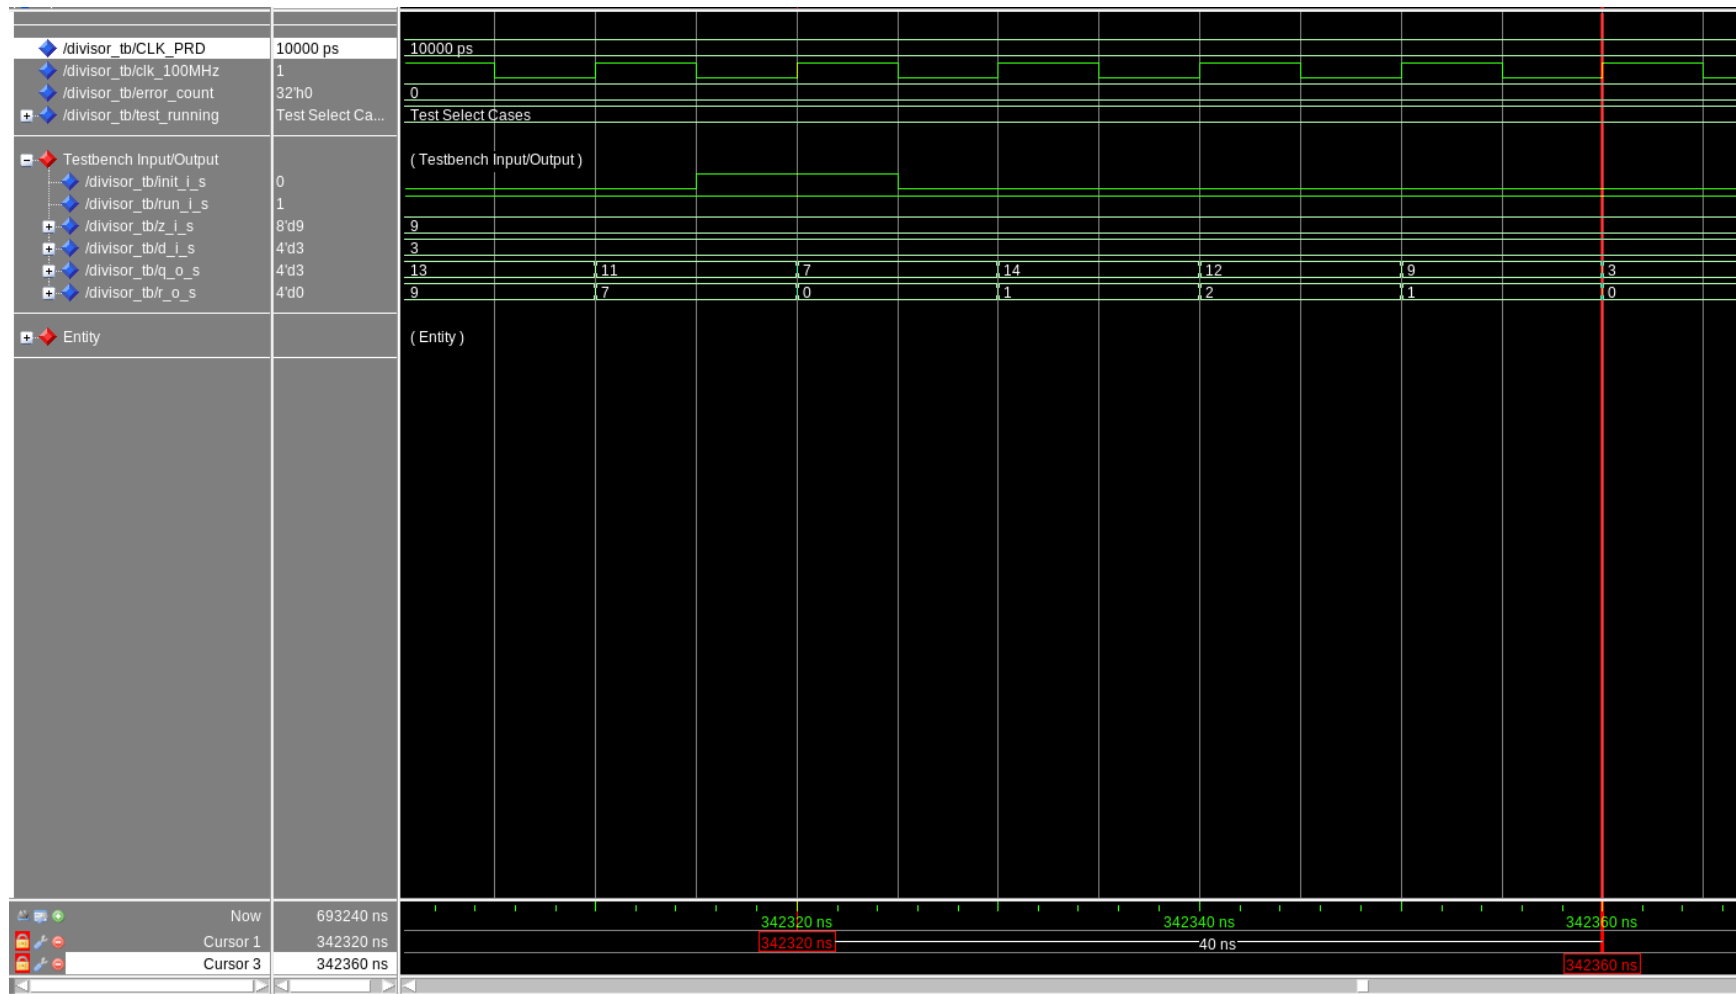 /divisor_tb/CLK_PRD 10000 ps 10000 ps
/divisor_tb/clk_100MHz 1
/divisor_tb/error_count 32'h0 0
/divisor_tb/test_running Test Select Ca... Test Select Cases
Testbench Input/Output ( Testbench Input/Output )
/divisor_tb/init_i_s 0
/divisor_tb/run_i_s 1
/divisor_tb/z_i_s 8'd9 9
/divisor_tb/d_i_s 4'd3 3
/divisor_tb/q_o_s 4'd3 13 11 7 14 12 9 3
/divisor_tb/r_o_s 4'd0 9 7 0 1 2 1 0
Entity ( Entity )
Now 693240 ns 342320 ns 342340 ns 342360 ns
Cursor 1 342320 ns 342320 ns 40 ns
Cursor 3 342360 ns 342360 ns